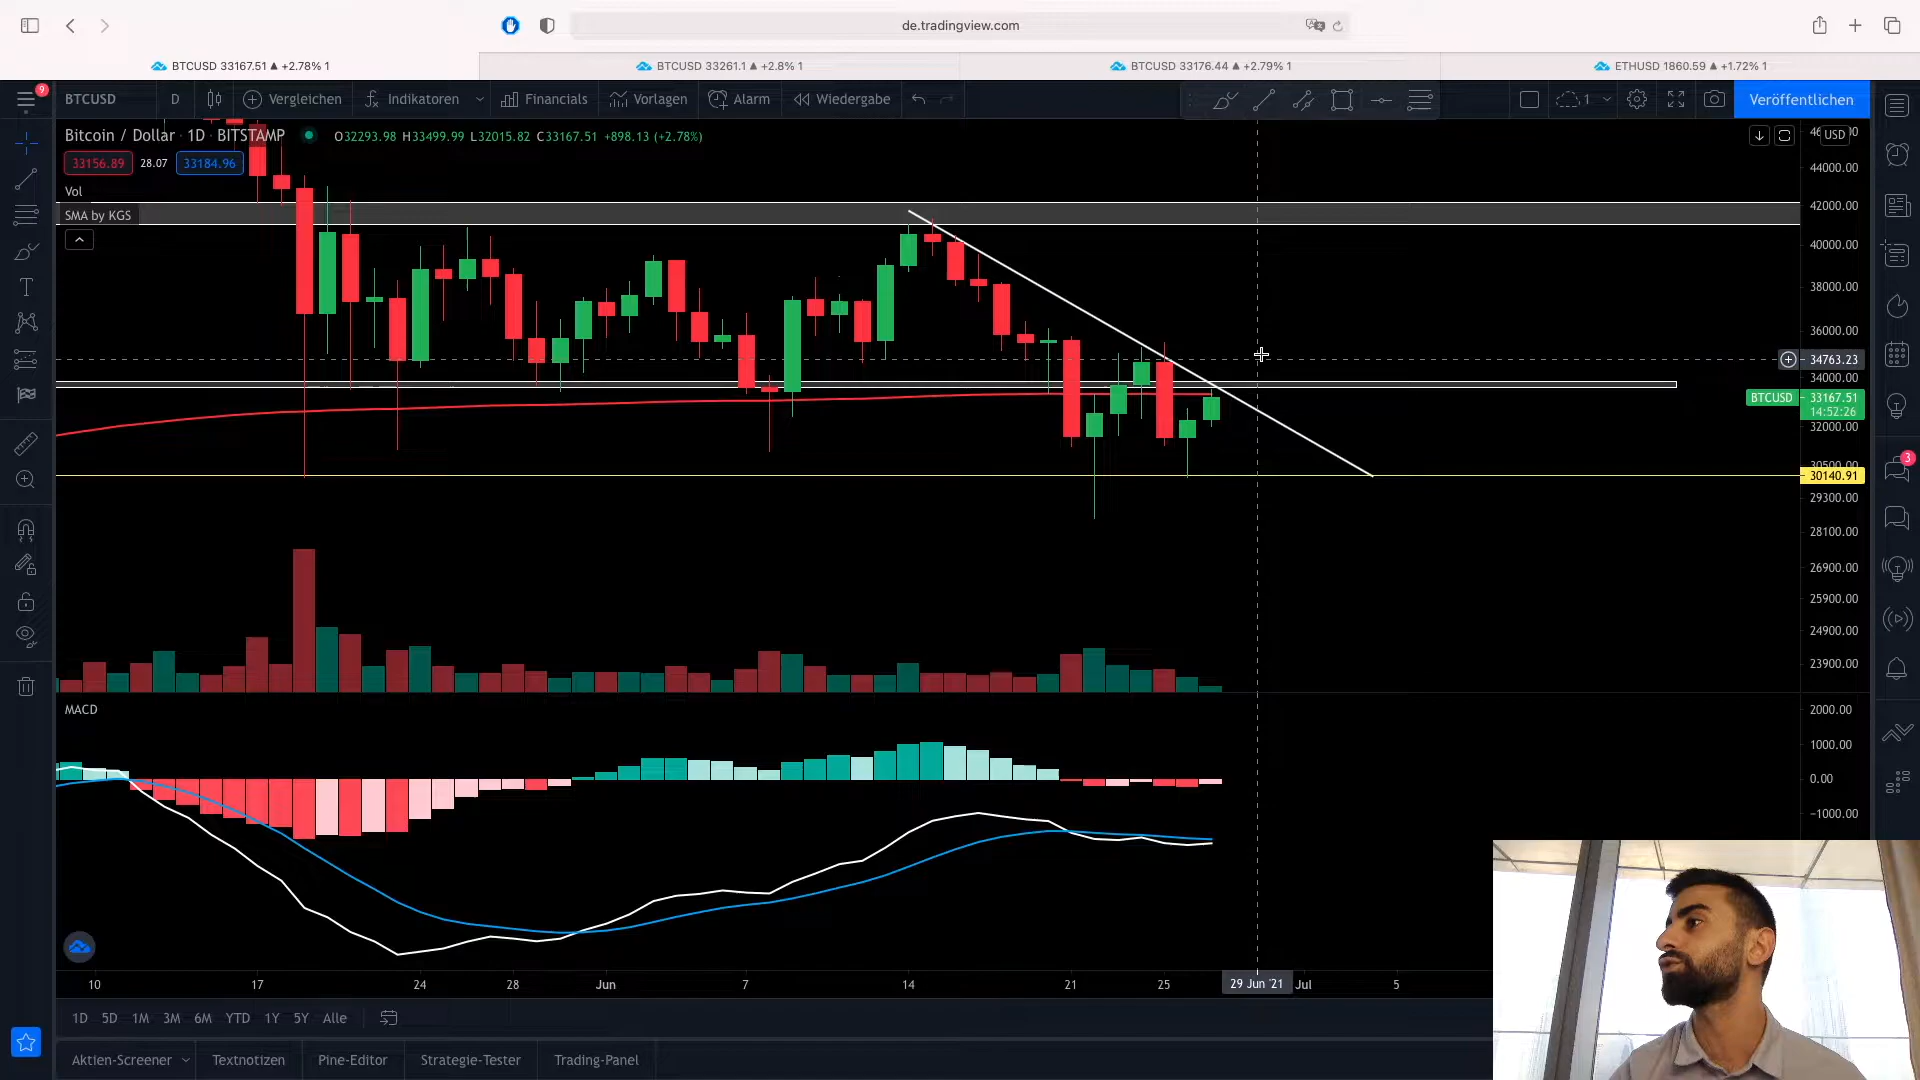 de.tradingview.com
BTCUSD 33167.51 ▲ +2.78% 1
BTCUSD 33261.1 ▲ +2.8% 1
BTCUSD 33176.44 ▲ +2.79% 1
ETHUSD 1860.59 ▲ +1.72% 1
9
BTCUSD
D
Vergleichen
Indikatoren
Financials
Vorlagen
Alarm
Wiedergabe
1
Veröffentlichen
Bitcoin / Dollar · 1D · BITSTAMP
O32293.98 H33499.99 L32015.82 C33167.51 +898.13 (+2.78%)
USD
33156.89
28.07
33184.96
Vol
SMA by KGS
44000.00
42000.00
40000.00
38000.00
36000.00
34763.23
34000.00
BTCUSD
33167.51
14:52:26
32000.00
30500.00
30140.91
29300.00
28100.00
26900.00
25900.00
24900.00
23900.00
3
MACD
2000.00
1000.00
0.00
−1000.00
10
17
24
28
Jun
7
14
21
25
29 Jun '21
Jul
5
1D
5D
1M
3M
6M
YTD
1Y
5Y
Alle
Aktien-Screener
Textnotizen
Pine-Editor
Strategie-Tester
Trading-Panel